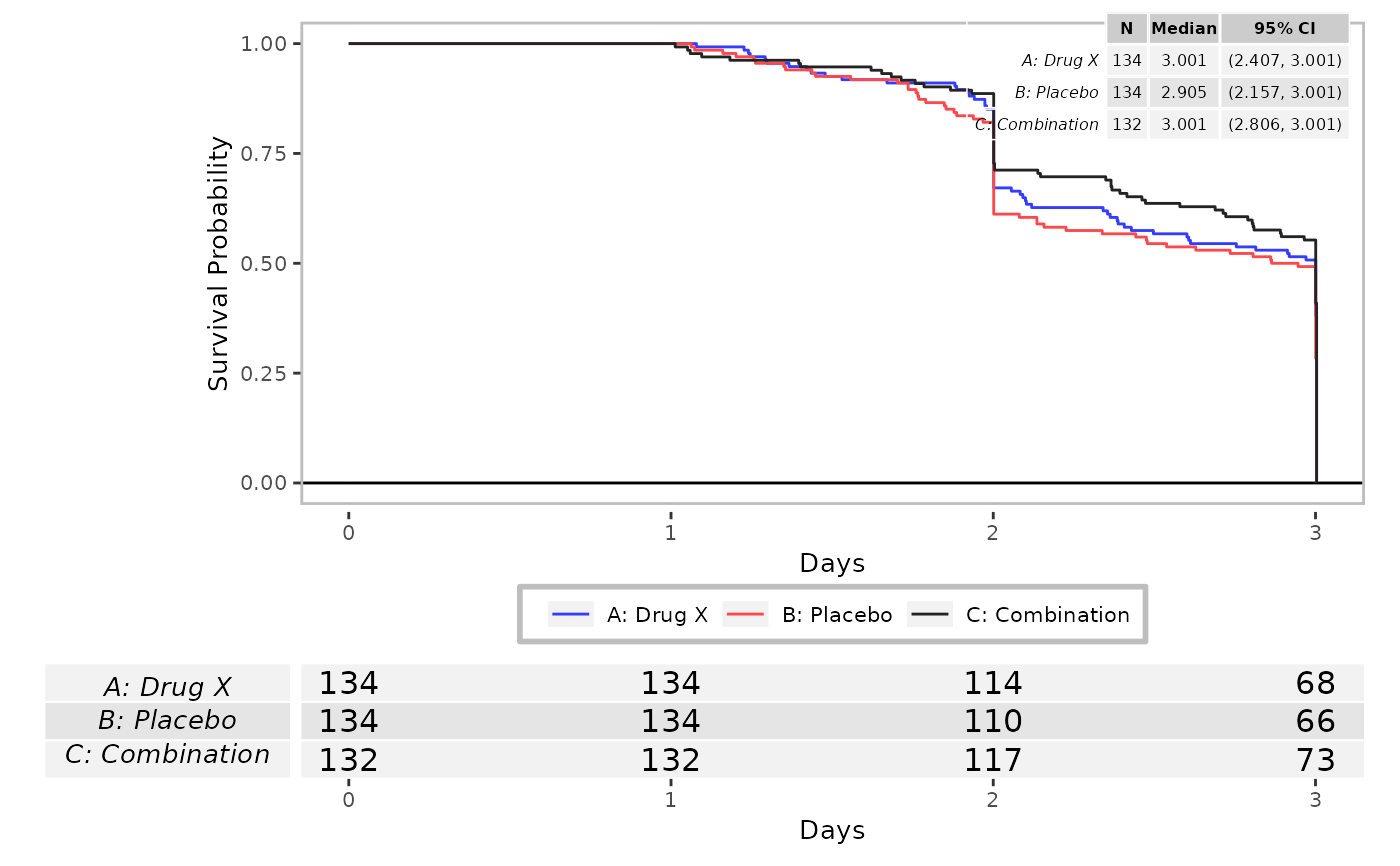 N Median 95% CI
A: Drug X 134 3.001 (2.407, 3.001)
B: Placebo 134 2.905 (2.157, 3.001)
C: Combination 132 3.001 (2.806, 3.001)
Survival Probability
1.00
0.75
0.50
0.25
0.00
0 1 2 3
Days
A: Drug X B: Placebo C: Combination
A: Drug X 134 134 114 68
B: Placebo 134 134 110 66
C: Combination 132 132 117 73
0 1 2 3
Days